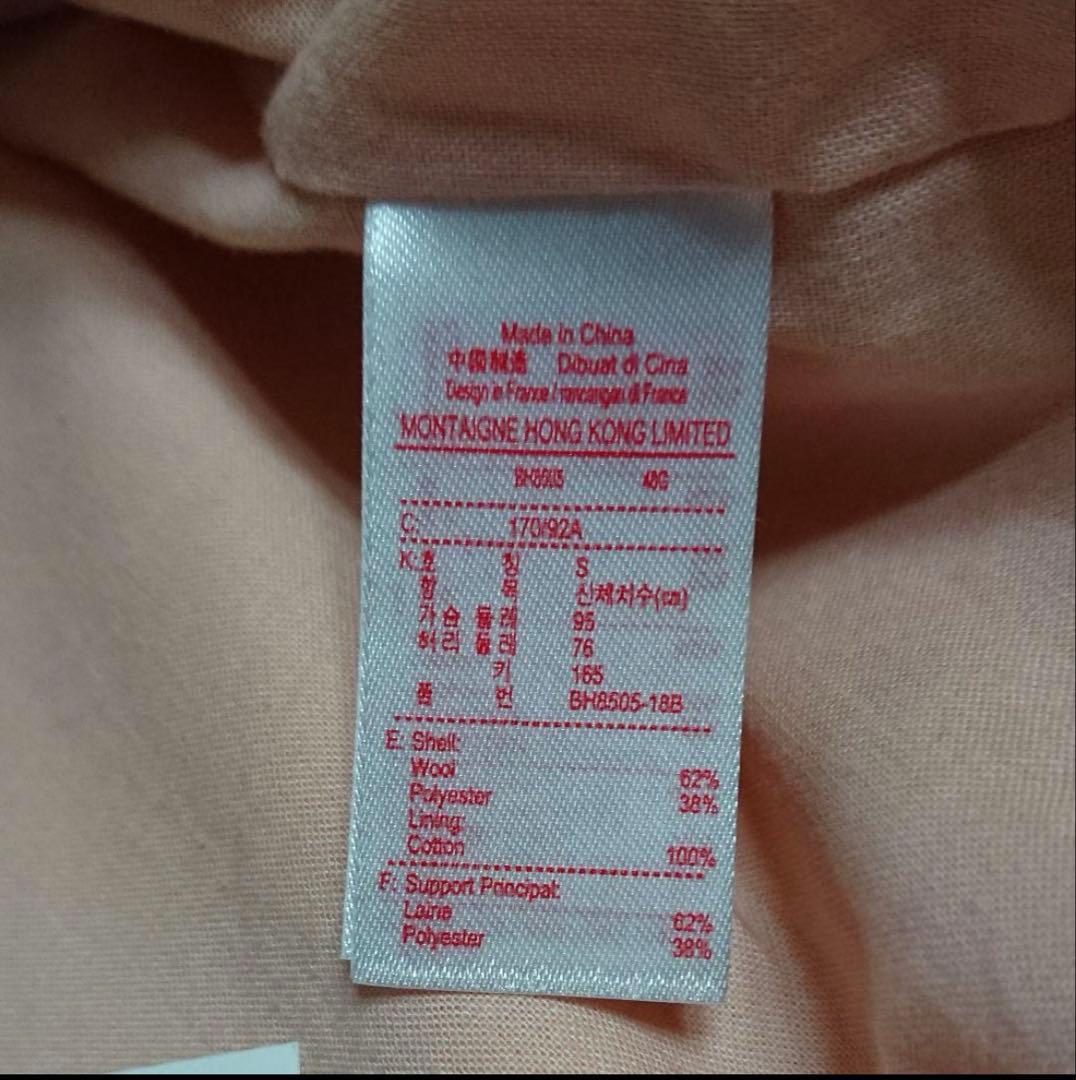 Made in China
中國製造 Dibuat di Cina
Design in France / rancangan di France
MONTAIGNE HONG KONG LIMITED
BH8505 48G
C: 170/92A
K: 호 칭 S
항 목 신체치수(㎝)
가슴 둘레 95
허리 둘레 76
키 165
품 번 BH8505-18B
E: Shell:
Wool 62%
Polyester 38%
Lining:
Cotton 100%
F: Support Principal:
Laine 62%
Polyester 38%